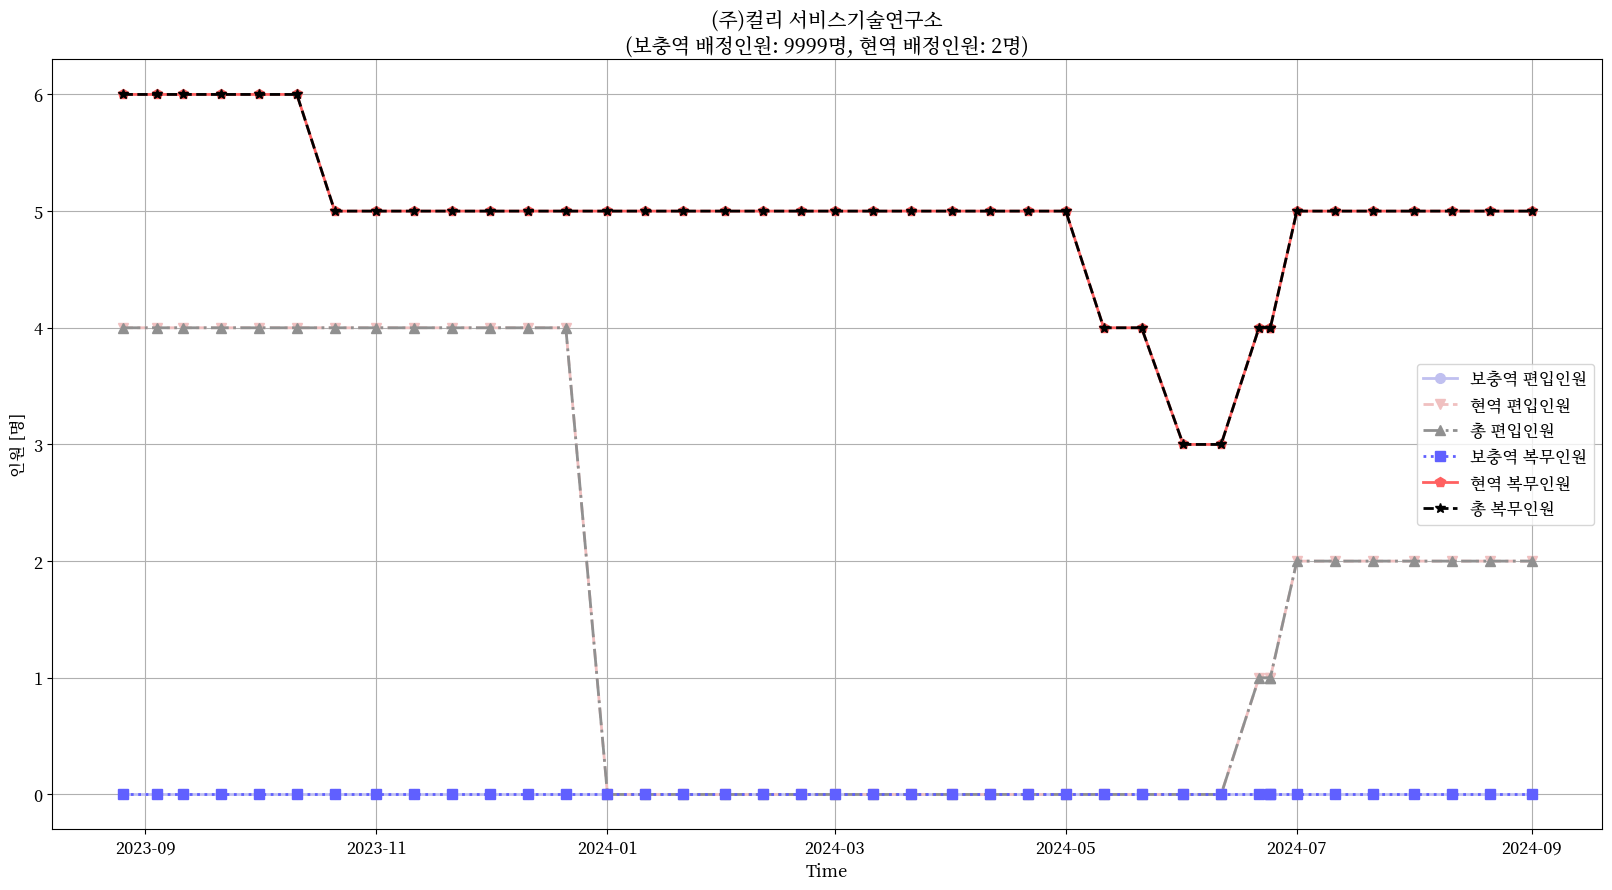 (주)컬리 서비스기술연구소
(보충역 배정인원: 9999명, 현역 배정인원: 2명)
인원 [명]
6
5
4
3
2
1
0
보충역 편입인원
현역 편입인원
총 편입인원
보충역 복무인원
현역 복무인원
총 복무인원
2023-09 2023-11 2024-01 2024-03 2024-05 2024-07 2024-09
Time